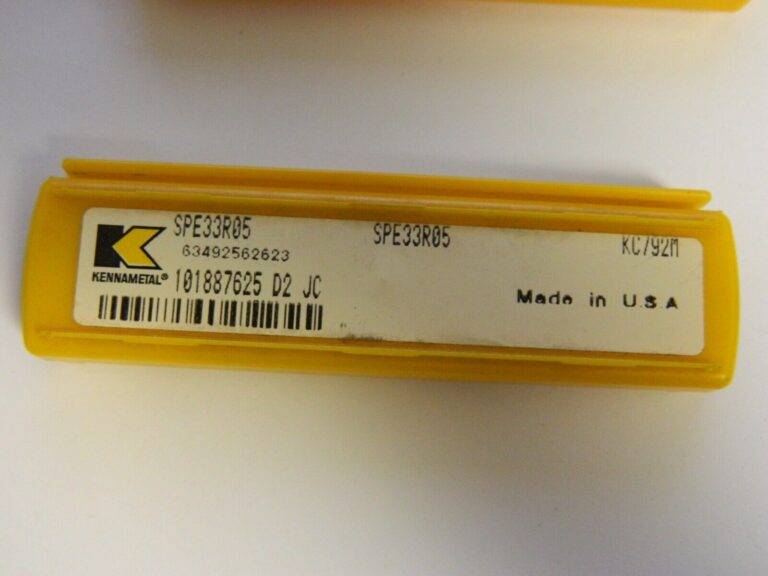 SPE33R05 SPE33R05 KC792M
63492562623
KENNAMETAL® 101887625 D2 JC
Made in U.S.A